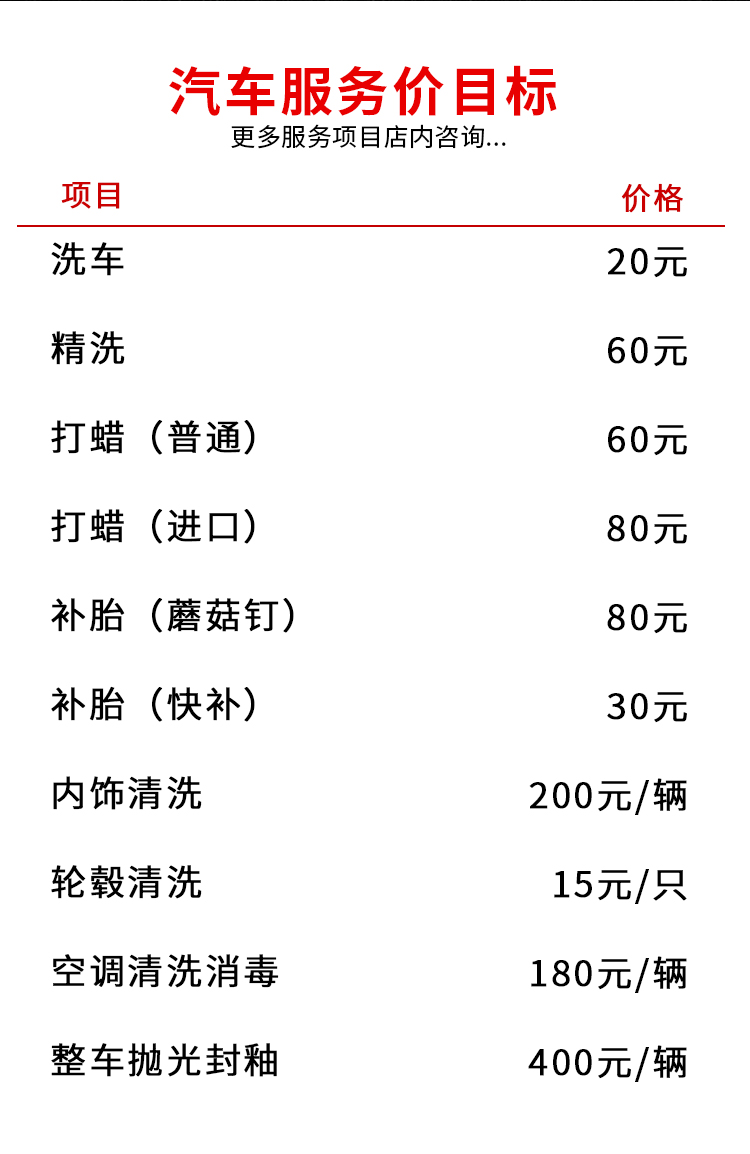 汽车服务价目标
更多服务项目店内咨询...
项目 价格
洗车 20元
精洗 60元
打蜡（普通） 60元
打蜡（进口） 80元
补胎（蘑菇钉） 80元
补胎（快补） 30元
内饰清洗 200元/辆
轮毂清洗 15元/只
空调清洗消毒 180元/辆
整车抛光封釉 400元/辆